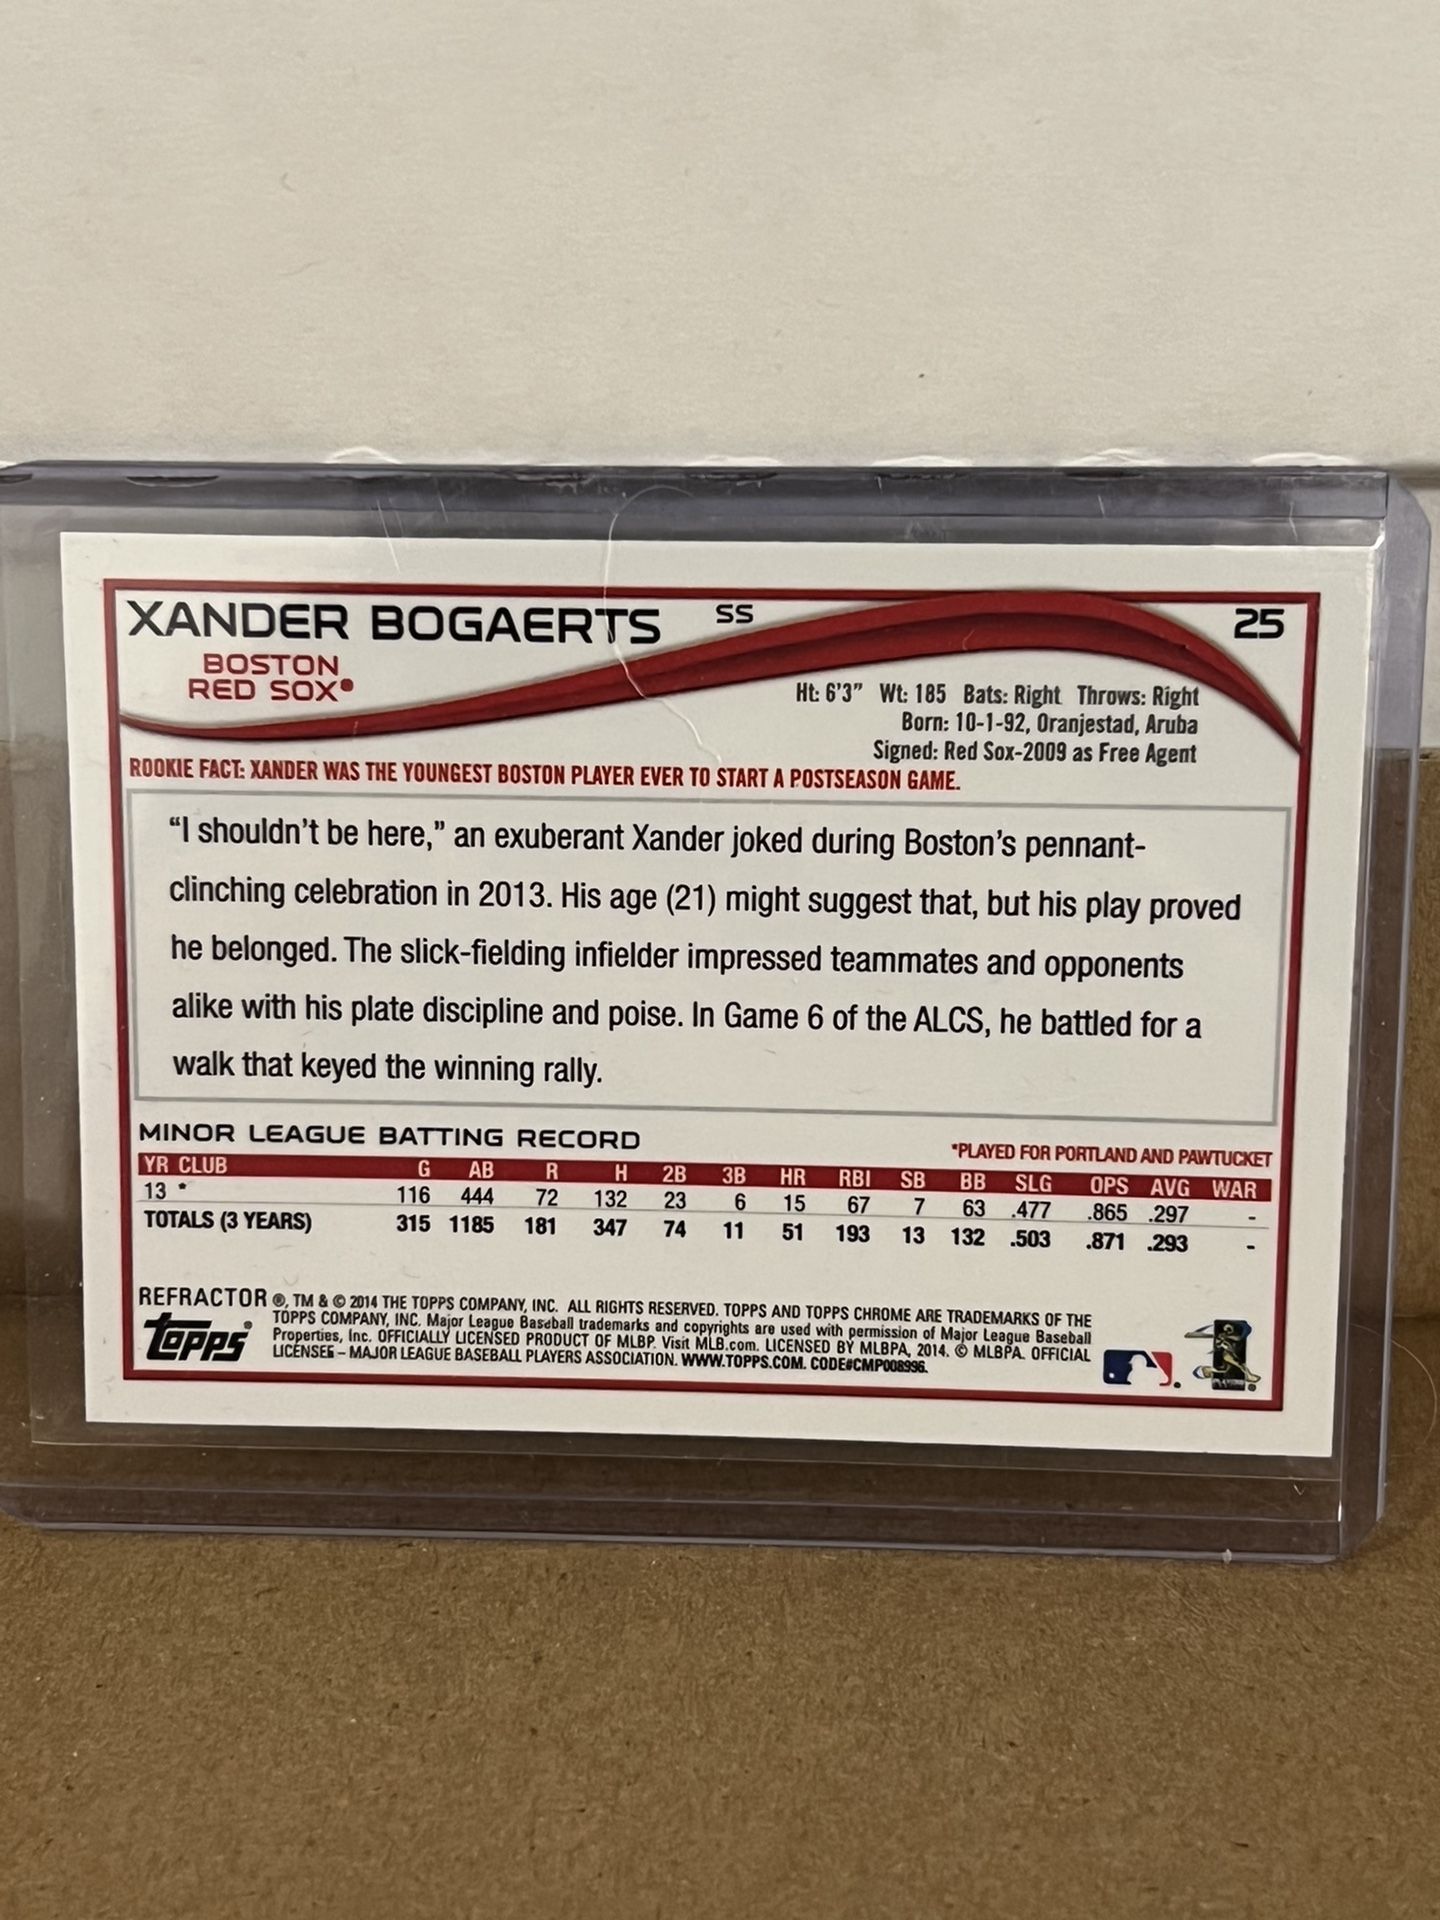 XANDER BOGAERTS SS 25
BOSTON
RED SOX®
Ht: 6'3" Wt: 185 Bats: Right Throws: Right
Born: 10-1-92, Oranjestad, Aruba
Signed: Red Sox-2009 as Free Agent
ROOKIE FACT: XANDER WAS THE YOUNGEST BOSTON PLAYER EVER TO START A POSTSEASON GAME.
“I shouldn’t be here,” an exuberant Xander joked during Boston’s pennant-
clinching celebration in 2013. His age (21) might suggest that, but his play proved
he belonged. The slick-fielding infielder impressed teammates and opponents
alike with his plate discipline and poise. In Game 6 of the ALCS, he battled for a
walk that keyed the winning rally.
MINOR LEAGUE BATTING RECORD
*PLAYED FOR PORTLAND AND PAWTUCKET
YR CLUB G AB R H 2B 3B HR RBI SB BB SLG OPS AVG WAR
13 * 116 444 72 132 23 6 15 67 7 63 .477 .865 .297 -
TOTALS (3 YEARS) 315 1185 181 347 74 11 51 193 13 132 .503 .871 .293 -
REFRACTOR ®, TM & © 2014 THE TOPPS COMPANY, INC. ALL RIGHTS RESERVED. TOPPS AND TOPPS CHROME ARE TRADEMARKS OF THE
TOPPS COMPANY, INC. Major League Baseball trademarks and copyrights are used with permission of Major League Baseball
Properties, Inc. OFFICIALLY LICENSED PRODUCT OF MLBP. Visit MLB.com. LICENSED BY MLBPA, 2014. © MLBPA. OFFICIAL
LICENSEE – MAJOR LEAGUE BASEBALL PLAYERS ASSOCIATION. WWW.TOPPS.COM. CODE#CMP008996.
Topps®